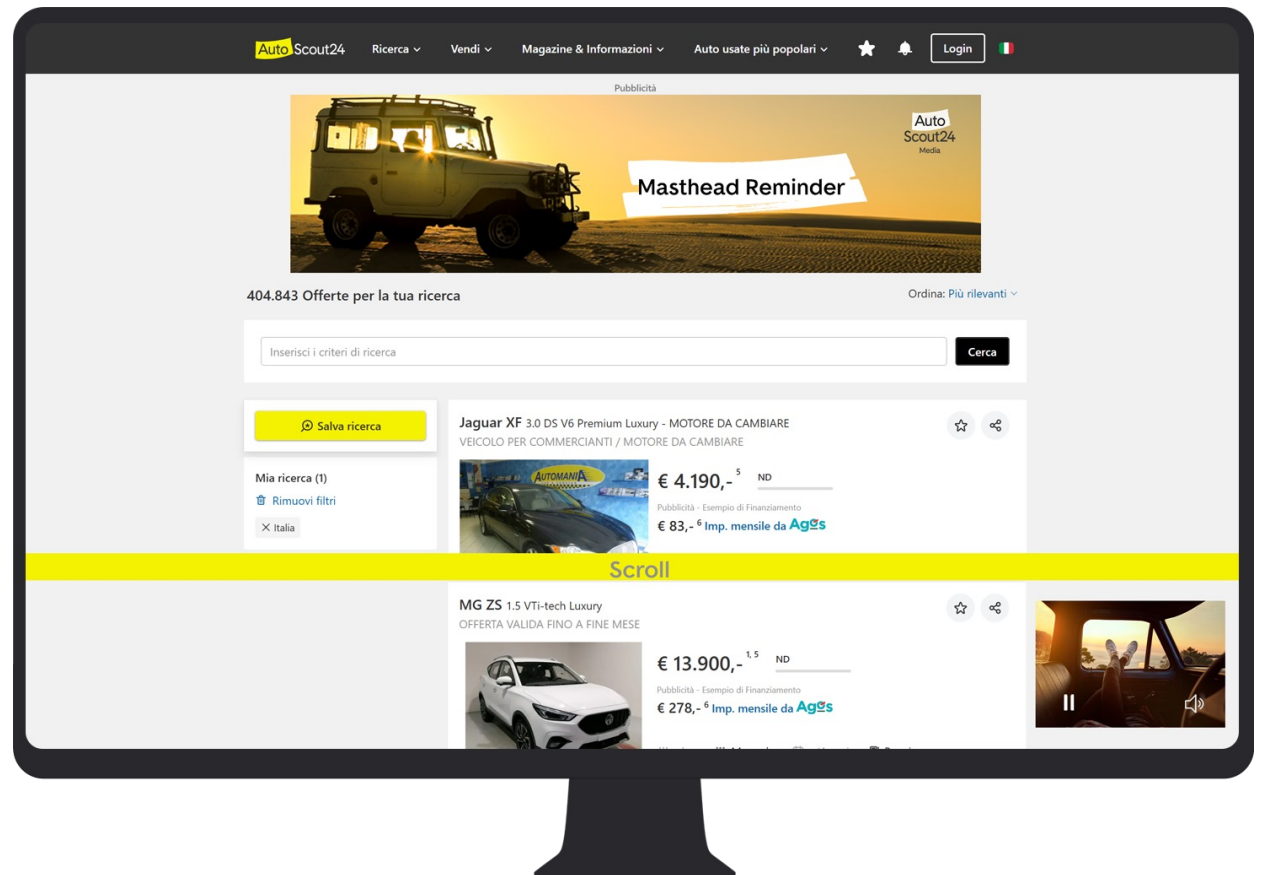 AutoScout24 Ricerca Vendi Magazine & Informazioni Auto usate più popolari Login
Pubblicità
Auto
Scout24
Media
Masthead Reminder
404.843 Offerte per la tua ricerca
Ordina: Più rilevanti
Inserisci i criteri di ricerca
Cerca
Salva ricerca
Mia ricerca (1)
Rimuovi filtri
Italia
Jaguar XF 3.0 DS V6 Premium Luxury - MOTORE DA CAMBIARE
VEICOLO PER COMMERCIANTI / MOTORE DA CAMBIARE
AUTOMANIA
€ 4.190,- 5 ND
Pubblicità - Esempio di Finanziamento
€ 83,- 6 Imp. mensile da Agos
Scroll
MG ZS 1.5 VTi-tech Luxury
OFFERTA VALIDA FINO A FINE MESE
€ 13.900,- 1, 5 ND
Pubblicità - Esempio di Finanziamento
€ 278,- 6 Imp. mensile da Agos